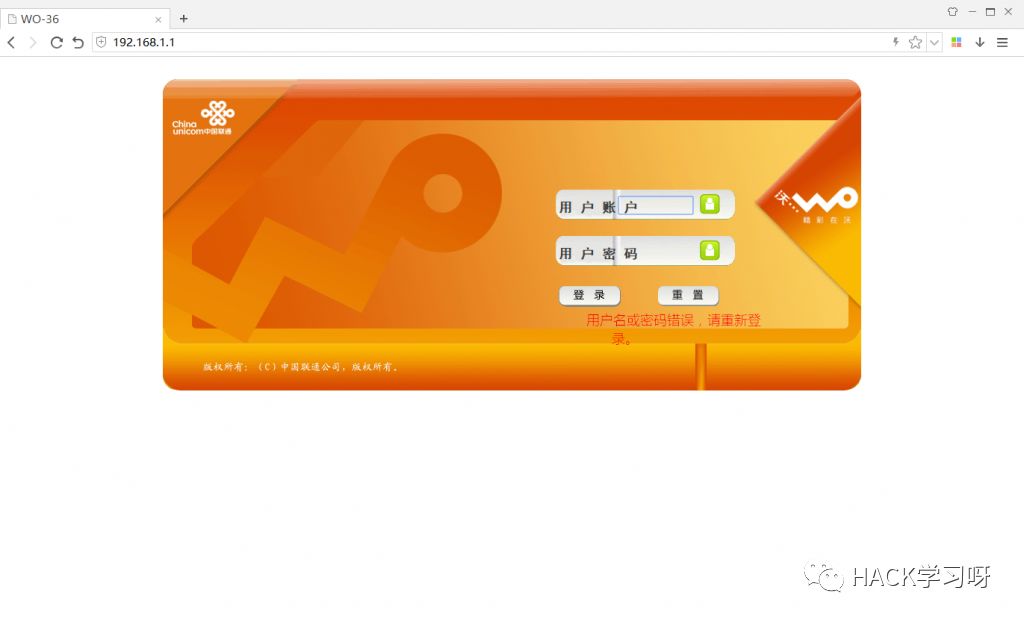 WO-36
192.168.1.1
China
unicom中国联通
用 户 账 户
沃...
WO
精 彩 在 沃
用 户 密 码
登 录
重 置
用户名或密码错误，请重新登
录。
版权所有：（C）中国联通公司，版权所有。
HACK学习呀